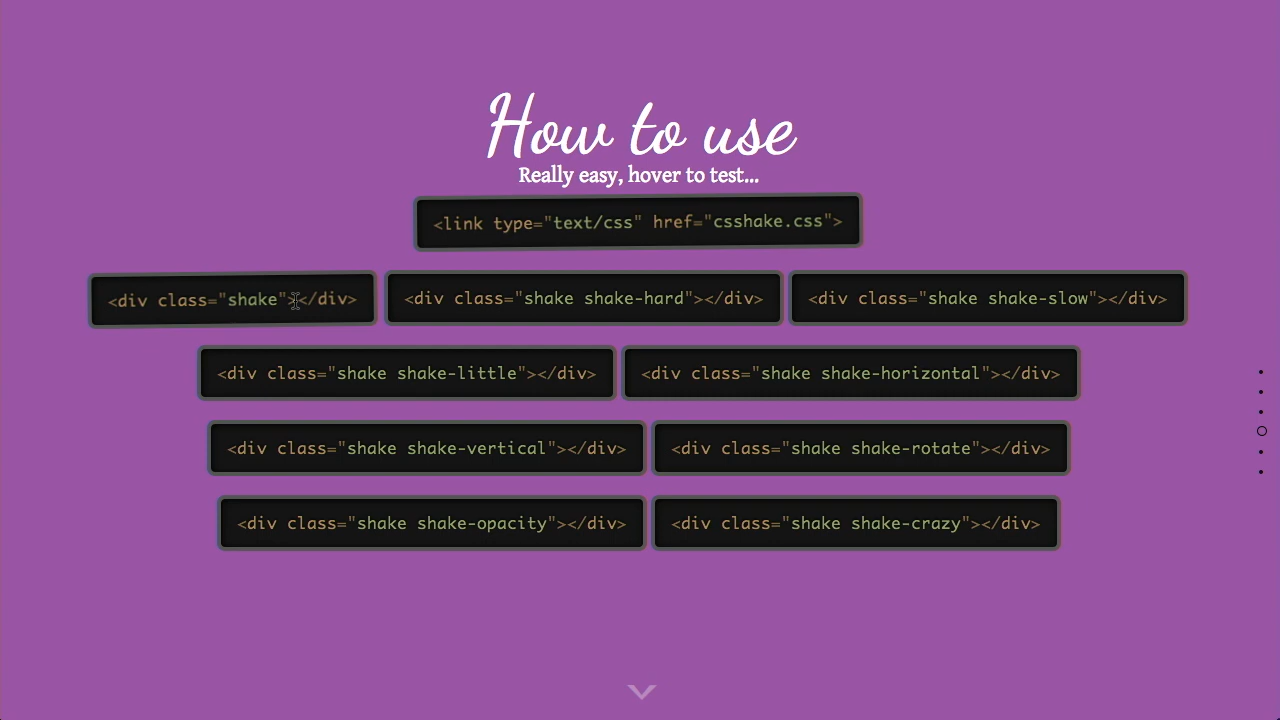 How to use
Really easy, hover to test...
<link type="text/css" href="csshake.css">
<div class="shake"></div>
<div class="shake shake-hard"></div>
<div class="shake shake-slow"></div>
<div class="shake shake-little"></div>
<div class="shake shake-horizontal"></div>
<div class="shake shake-vertical"></div>
<div class="shake shake-rotate"></div>
<div class="shake shake-opacity"></div>
<div class="shake shake-crazy"></div>